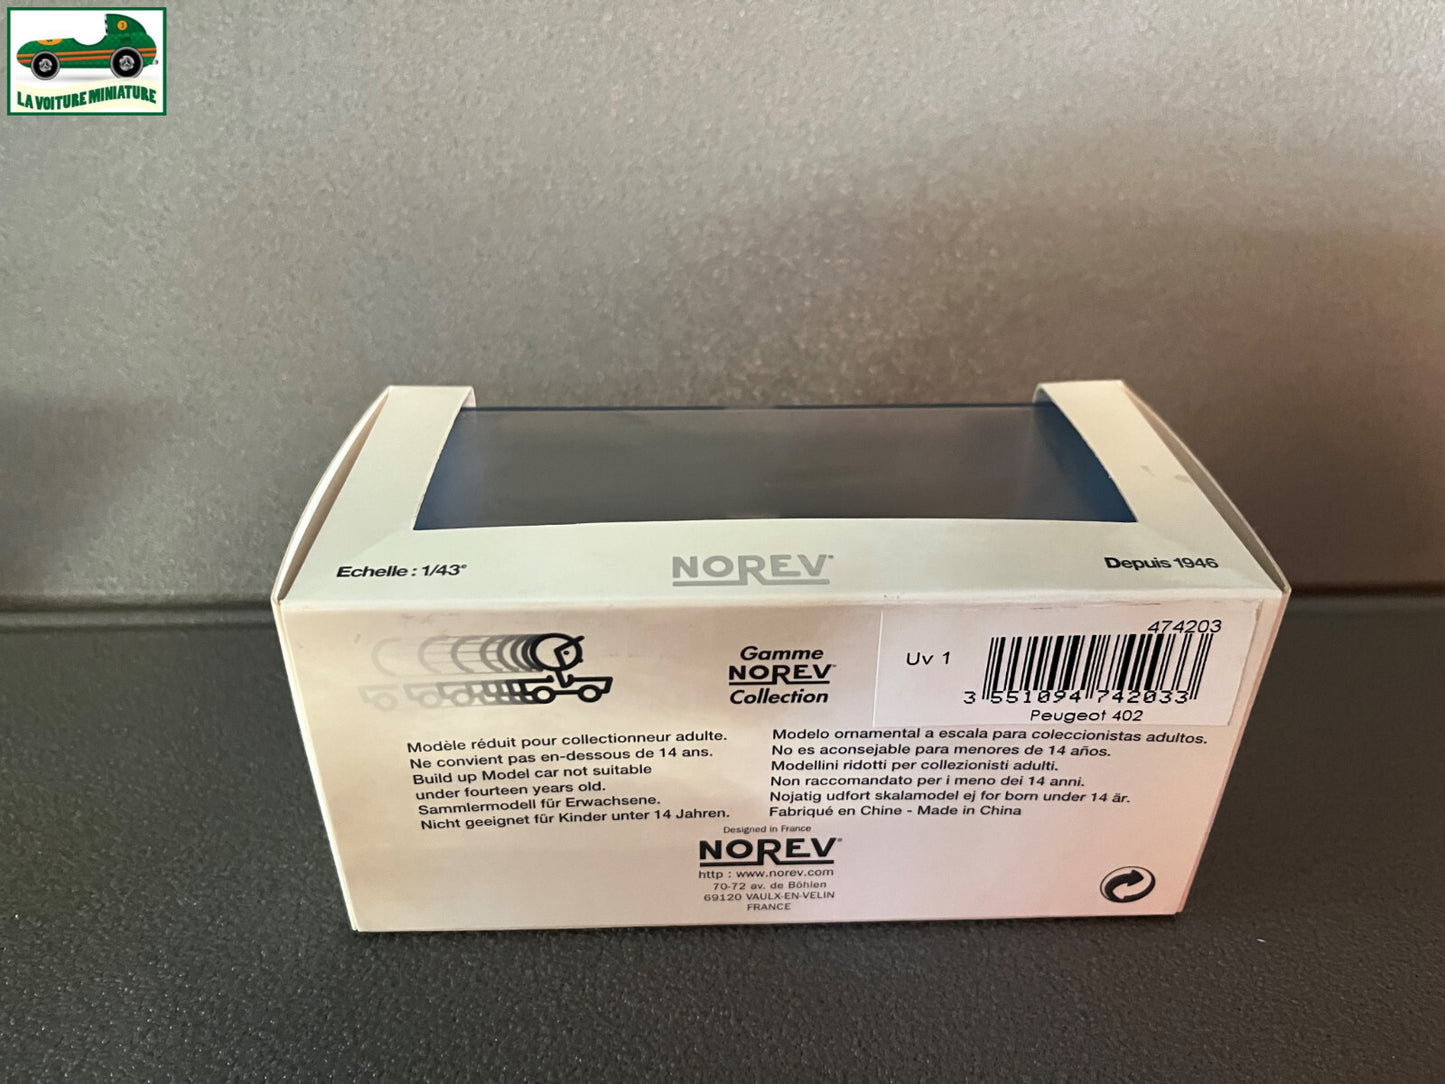 3
LA VOITURE MINIATURE
Echelle : 1/43°
NOREV
Depuis 1946
Gamme
NOREV
Collection
474203
Uv 1
3 551094 742033
Peugeot 402
Modèle réduit pour collectionneur adulte.
Ne convient pas en-dessous de 14 ans.
Build up Model car not suitable
under fourteen years old.
Sammlermodell für Erwachsene.
Nicht geeignet für Kinder unter 14 Jahren.
Modelo ornamental a escala para coleccionistas adultos.
No es aconsejable para menores de 14 años.
Modellini ridotti per collezionisti adulti.
Non raccomandato per i meno dei 14 anni.
Nojatig udfort skalamodel ej for born under 14 är.
Fabriqué en Chine - Made in China
Designed in France
NOREV
http : www.norev.com
70-72 av. de Böhlen
69120 VAULX-EN-VELIN
FRANCE